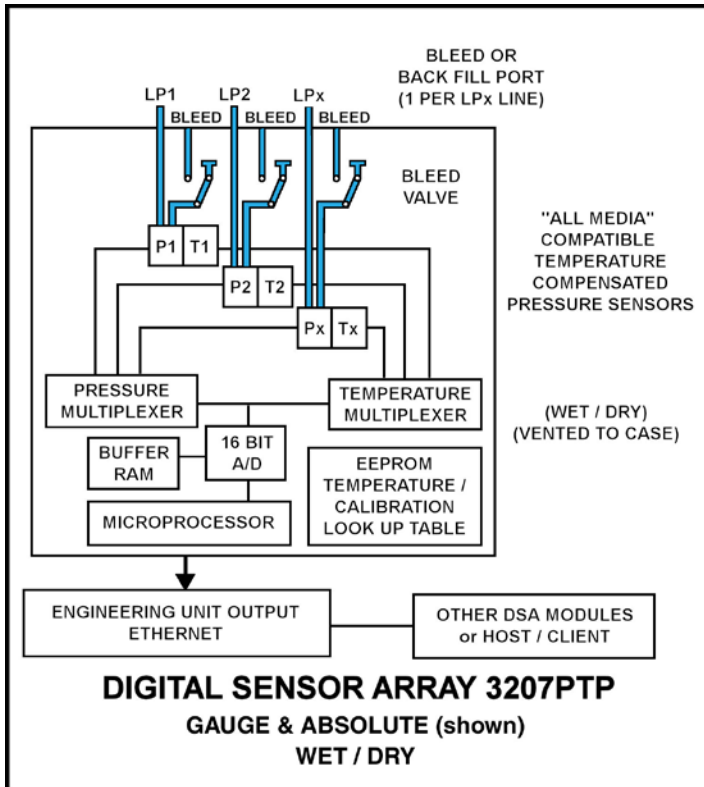 BLEED OR
BACK FILL PORT
(1 PER LPx LINE)
LP1 LP2 LPx
BLEED BLEED BLEED
BLEED
VALVE
"ALL MEDIA"
COMPATIBLE
TEMPERATURE
COMPENSATED
PRESSURE SENSORS
P1 T1
P2 T2
Px Tx
PRESSURE
MULTIPLEXER
TEMPERATURE
MULTIPLEXER
(WET / DRY)
(VENTED TO CASE)
BUFFER
RAM
16 BIT
A/D
EEPROM
TEMPERATURE /
CALIBRATION
LOOK UP TABLE
MICROPROCESSOR
ENGINEERING UNIT OUTPUT
ETHERNET
OTHER DSA MODULES
or HOST / CLIENT
DIGITAL SENSOR ARRAY 3207PTP
GAUGE & ABSOLUTE (shown)
WET / DRY